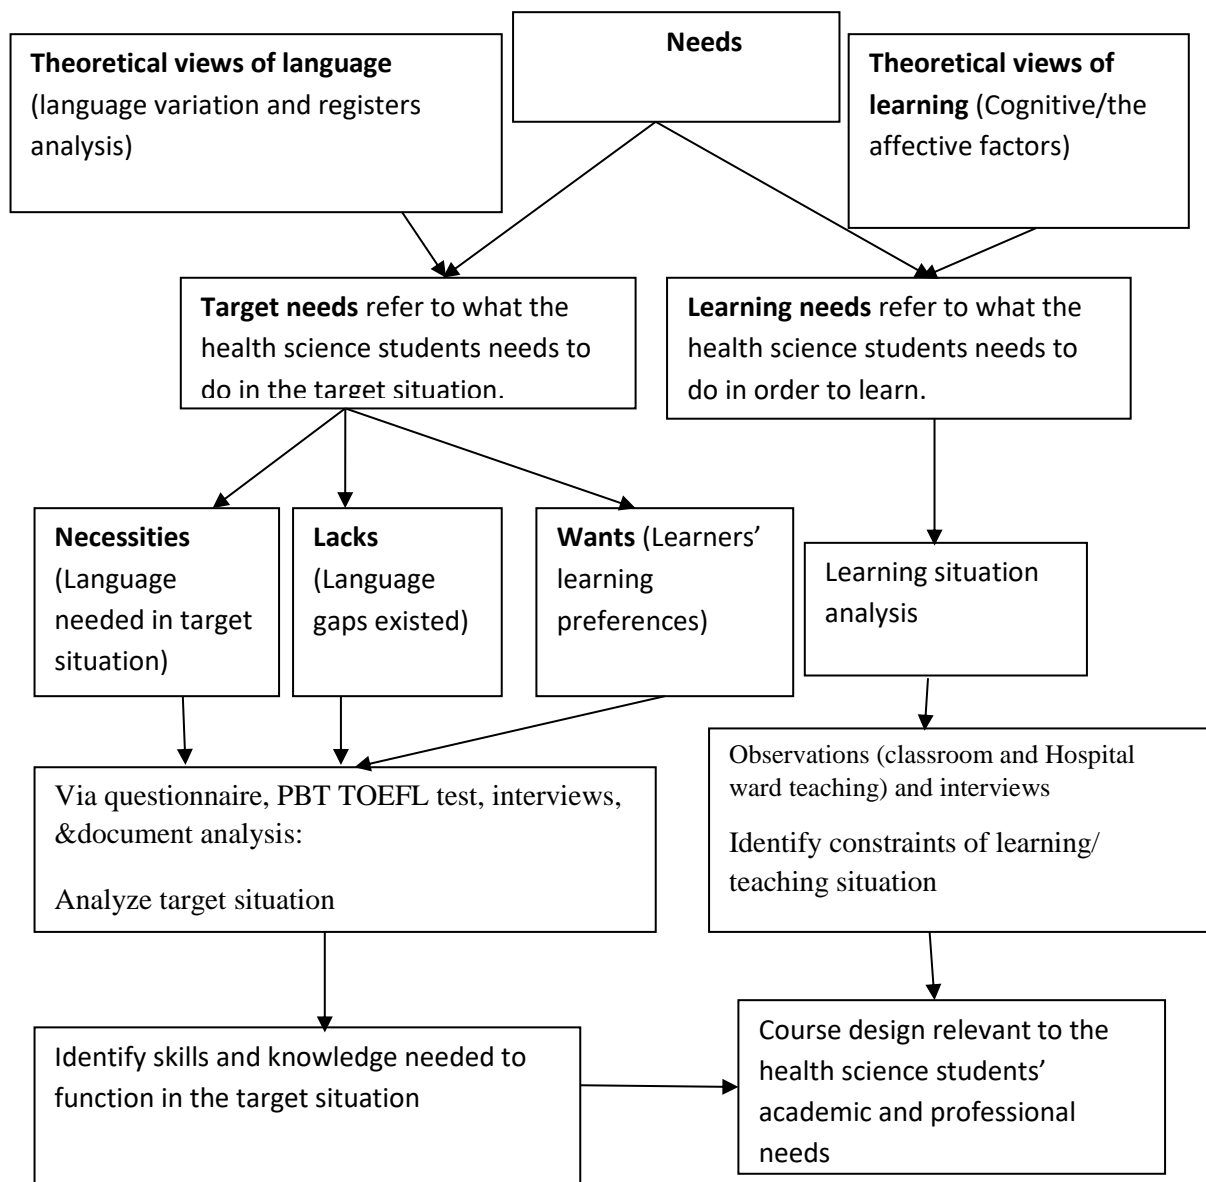 Needs
Theoretical views of language
(language variation and registers
analysis)
Theoretical views of
learning (Cognitive/the
affective factors)
Target needs refer to what the
health science students needs to
do in the target situation.
Learning needs refer to what the
health science students needs to
do in order to learn.
Necessities
(Language
needed in target
situation)
Lacks
(Language
gaps existed)
Wants (Learners’
learning
preferences)
Learning situation
analysis
Via questionnaire, PBT TOEFL test, interviews,
&document analysis:
Analyze target situation
Observations (classroom and Hospital
ward teaching) and interviews
Identify constraints of learning/
teaching situation
Identify skills and knowledge needed to
function in the target situation
Course design relevant to the
health science students’
academic and professional
needs